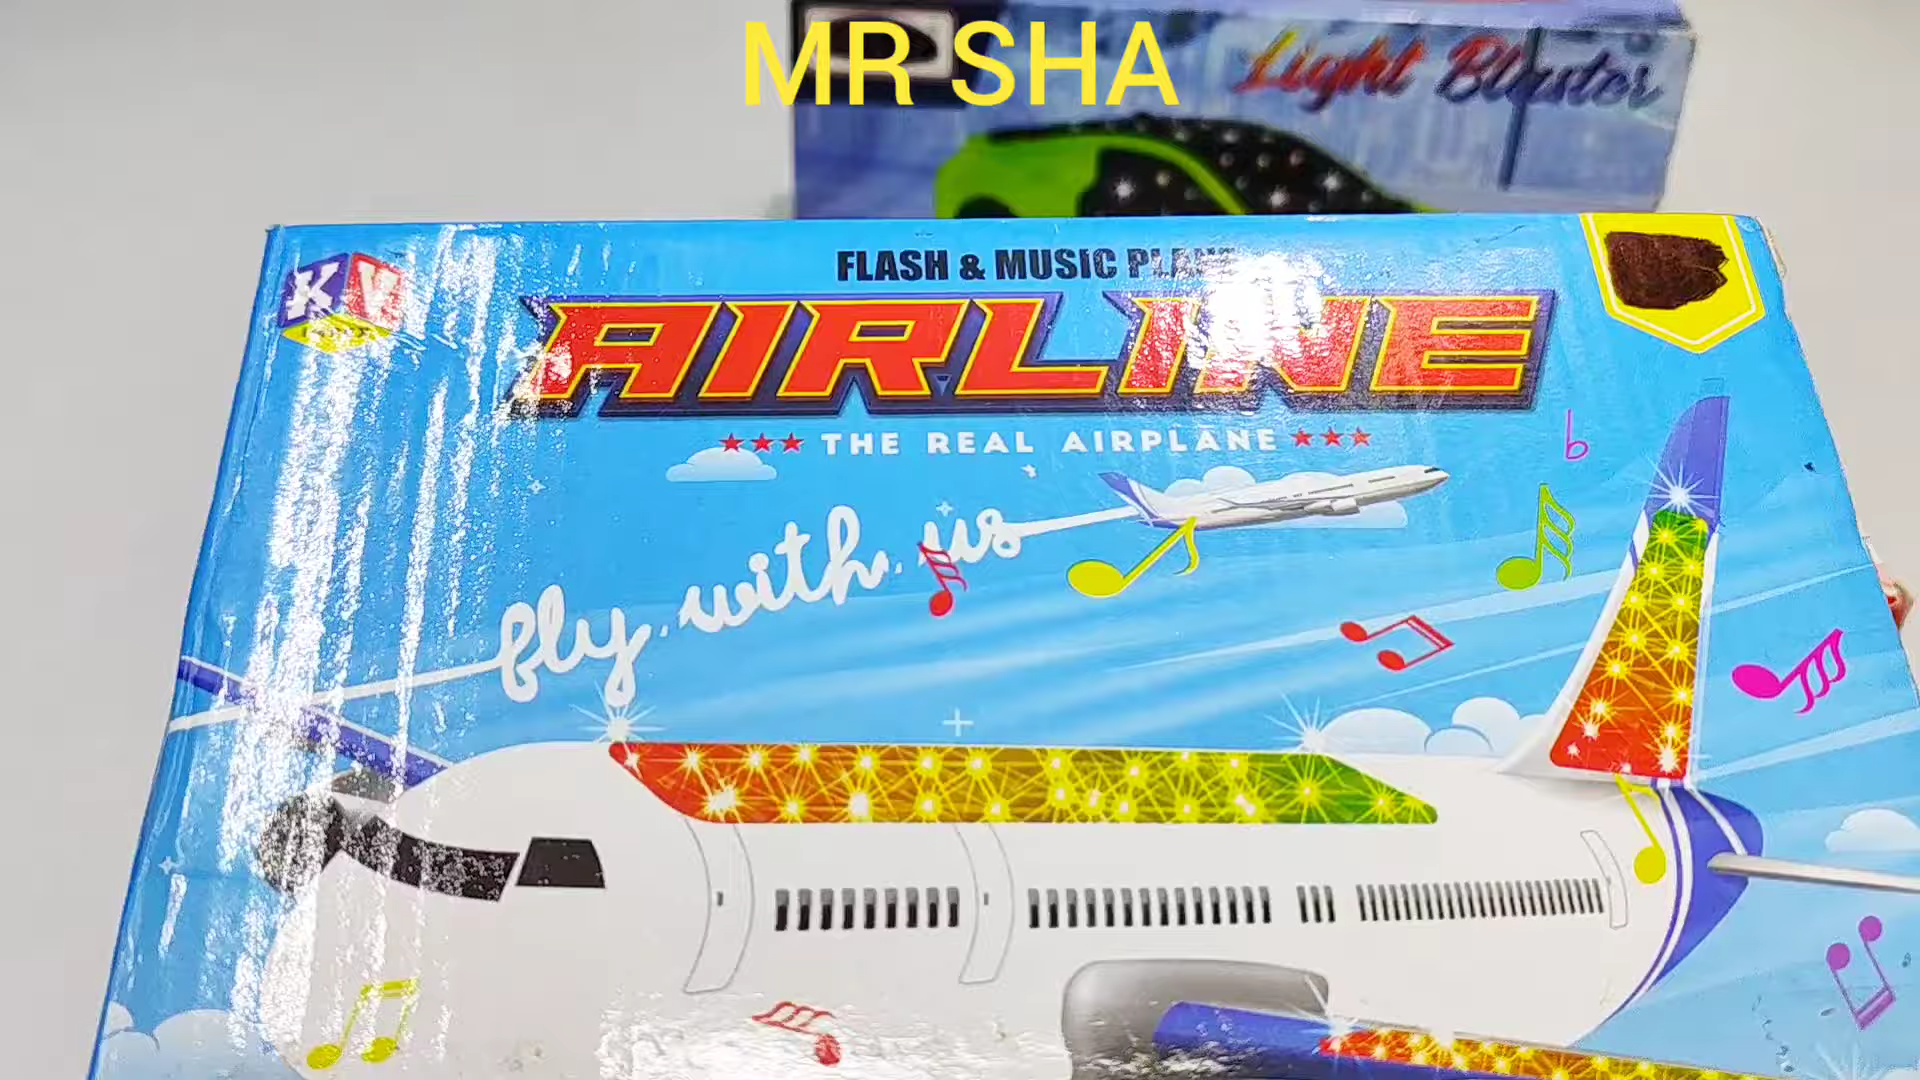 MR SHA
Light Blaster
FLASH & MUSIC PLANE
KV
AIRLINE
★★★ THE REAL AIRPLANE ★★★
fly.with.us